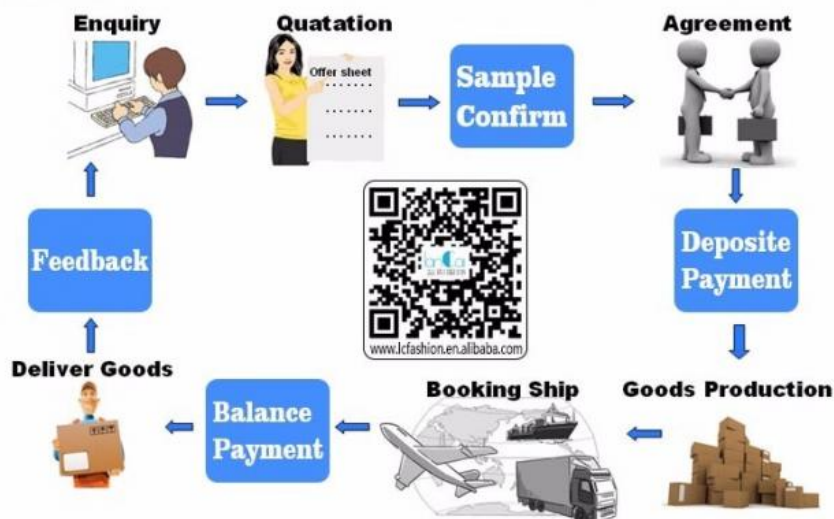 Enquiry
Quatation
Agreement
Offer sheet
Sample
Confirm
Feedback
Deposite
Payment
www.lcfashion.en.alibaba.com
Deliver Goods
Balance
Payment
Booking Ship
Goods Production